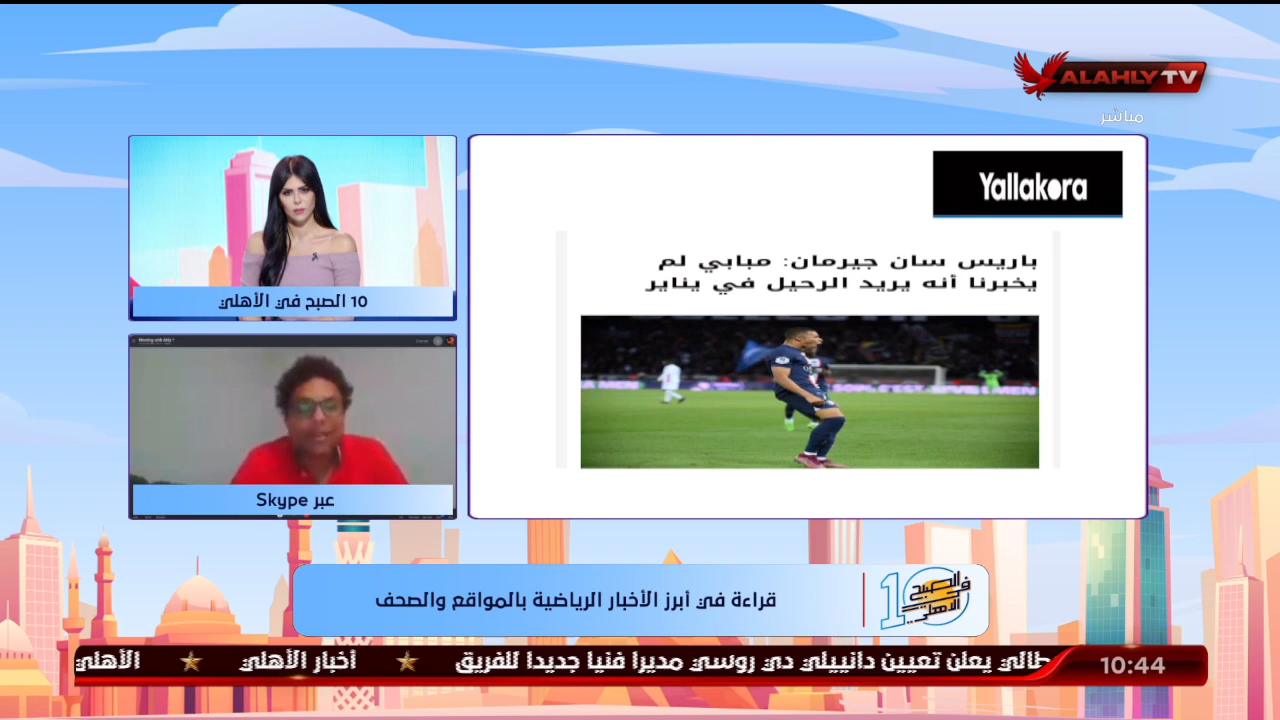 ALAHLY TV
مباشر
Yallakora
باريس سان جيرمان: مبابي لم
يخبرنا أنه يريد الرحيل في يناير
10 الصبح في الأهلي
عبر Skype
10 الصبح في الاهلي
قراءة في أبرز الأخبار الرياضية بالمواقع والصحف
طالي يعلن تعيين دانييلي دي روسي مديرا فنيا جديدا للفريق ★ أخبار الأهلي ★ الأهلي
10:44